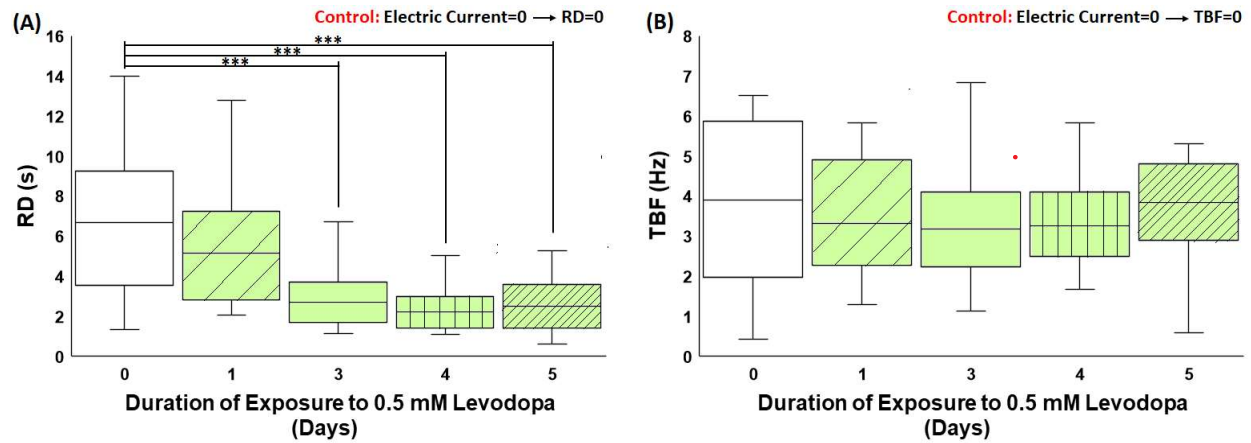 (A)
Control: Electric Current=0 → RD=0
16
14
12
10
8
6
4
2
0
RD (s)
***
***
***
0 1 3 4 5
Duration of Exposure to 0.5 mM Levodopa
(Days)
(B)
Control: Electric Current=0 → TBF=0
8
7
6
5
4
3
2
1
0
TBF (Hz)
0 1 3 4 5
Duration of Exposure to 0.5 mM Levodopa
(Days)